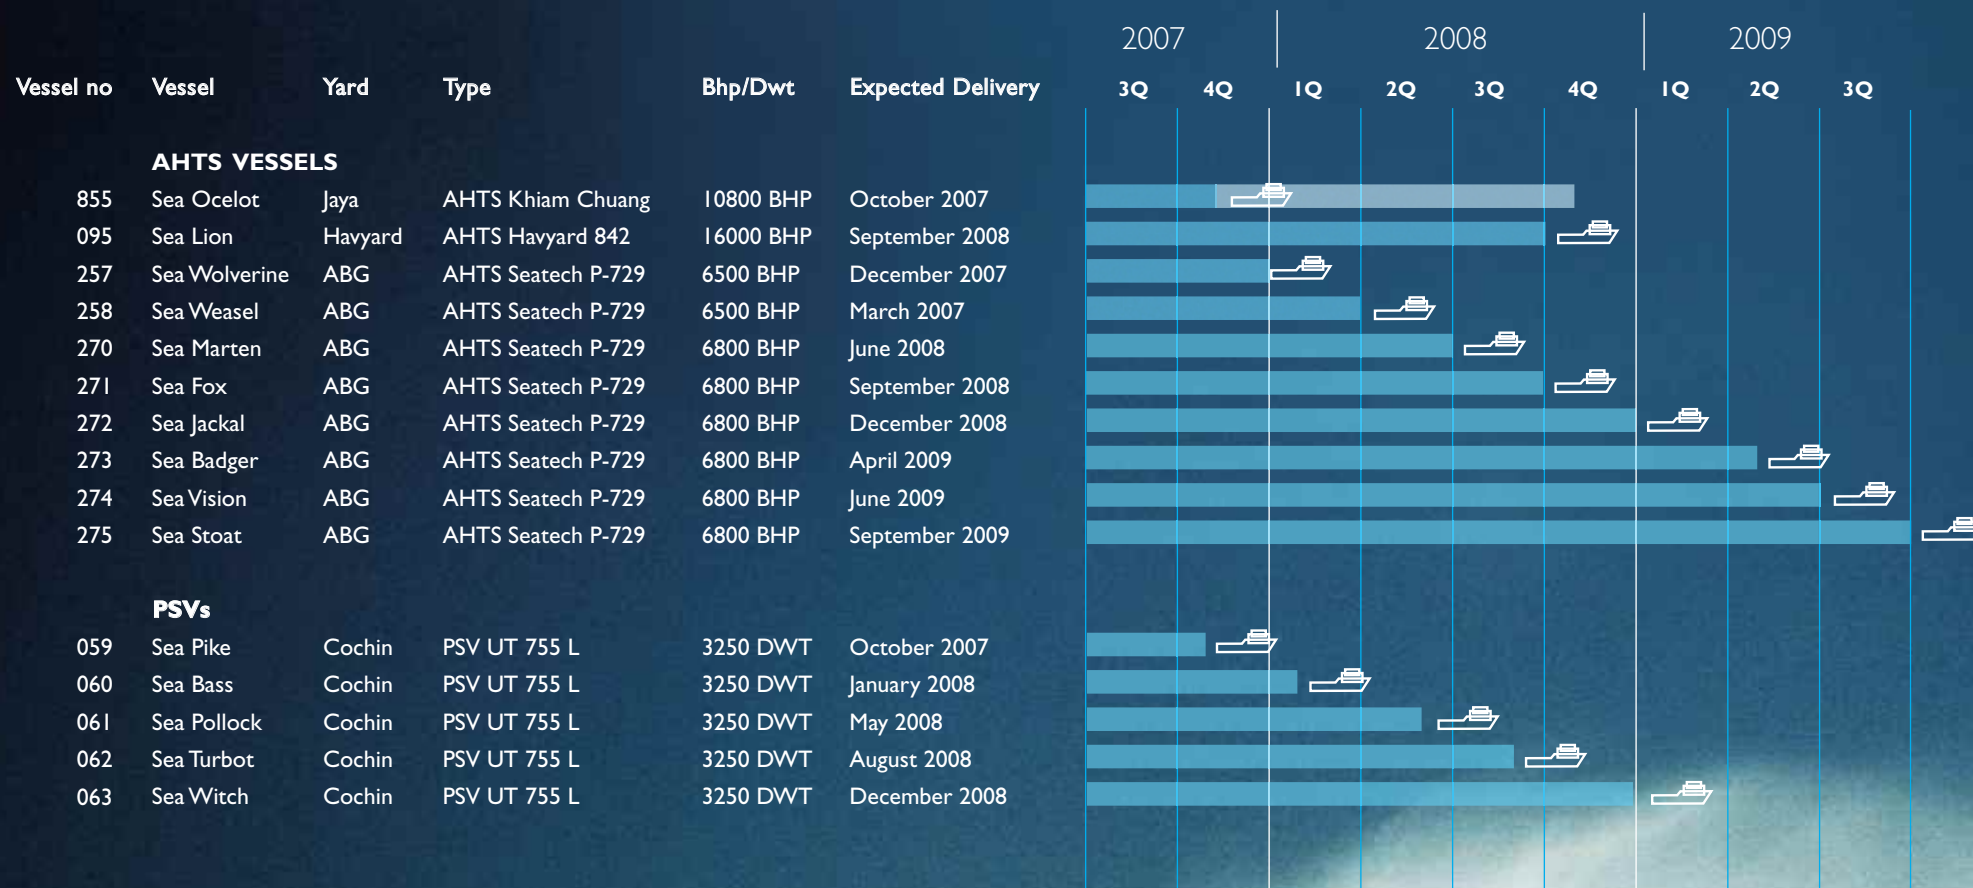 2007 2008 2009
Vessel no Vessel Yard Type Bhp/Dwt Expected Delivery 3Q 4Q 1Q 2Q 3Q 4Q 1Q 2Q 3Q
AHTS VESSELS
855 Sea Ocelot Jaya AHTS Khiam Chuang 10800 BHP October 2007
095 Sea Lion Havyard AHTS Havyard 842 16000 BHP September 2008
257 Sea Wolverine ABG AHTS Seatech P-729 6500 BHP December 2007
258 Sea Weasel ABG AHTS Seatech P-729 6500 BHP March 2007
270 Sea Marten ABG AHTS Seatech P-729 6800 BHP June 2008
271 Sea Fox ABG AHTS Seatech P-729 6800 BHP September 2008
272 Sea Jackal ABG AHTS Seatech P-729 6800 BHP December 2008
273 Sea Badger ABG AHTS Seatech P-729 6800 BHP April 2009
274 Sea Vision ABG AHTS Seatech P-729 6800 BHP June 2009
275 Sea Stoat ABG AHTS Seatech P-729 6800 BHP September 2009
PSVs
059 Sea Pike Cochin PSV UT 755 L 3250 DWT October 2007
060 Sea Bass Cochin PSV UT 755 L 3250 DWT January 2008
061 Sea Pollock Cochin PSV UT 755 L 3250 DWT May 2008
062 Sea Turbot Cochin PSV UT 755 L 3250 DWT August 2008
063 Sea Witch Cochin PSV UT 755 L 3250 DWT December 2008